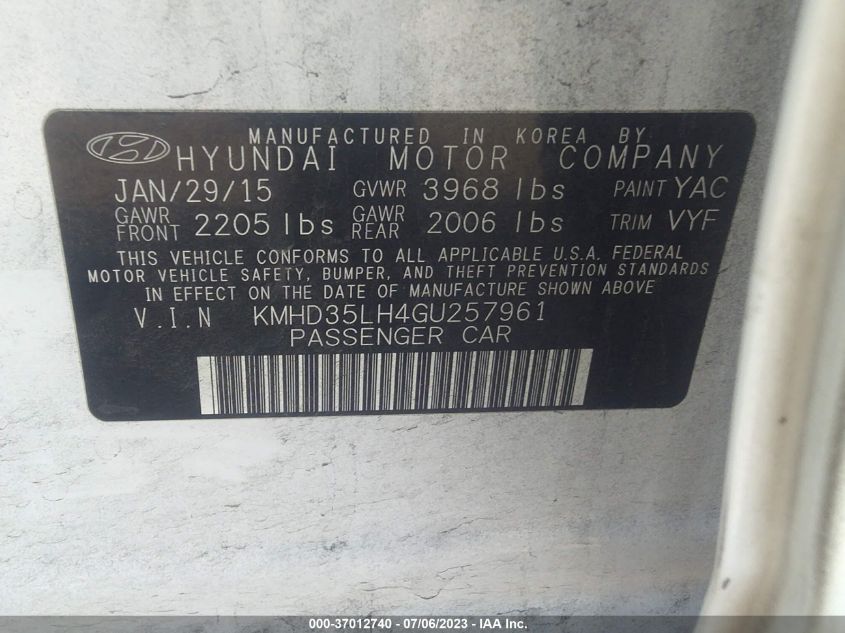 MANUFACTURED IN KOREA BY
HYUNDAI MOTOR COMPANY
JAN/29/15 GVWR 3968 lbs PAINT YAC
GAWR FRONT 2205 lbs GAWR REAR 2006 lbs TRIM VYF
THIS VEHICLE CONFORMS TO ALL APPLICABLE U.S.A. FEDERAL
MOTOR VEHICLE SAFETY, BUMPER, AND THEFT PREVENTION STANDARDS
IN EFFECT ON THE DATE OF MANUFACTURE SHOWN ABOVE
V.I.N KMHD35LH4GU257961
PASSENGER CAR
000-37012740 - 07/06/2023 - IAA Inc.